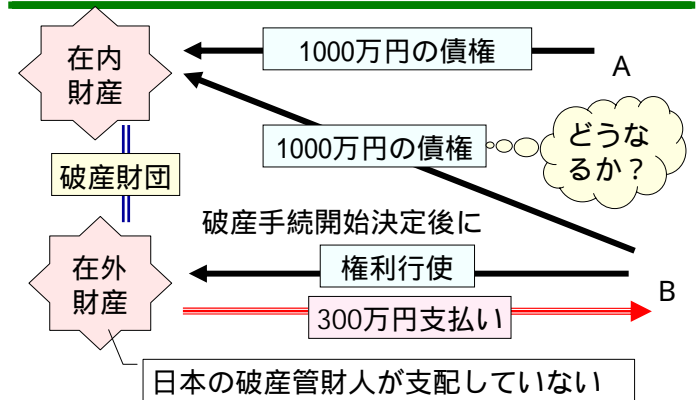 在内
財産
1000万円の債権
A
1000万円の債権
どうな
るか？
破産財団
破産手続開始決定後に
在外
財産
権利行使
B
300万円支払い
日本の破産管財人が支配していない